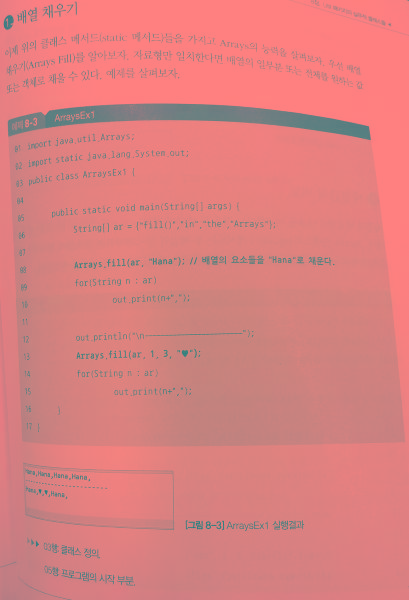 1 배열 채우기
이제 위의 클래스 메서드(static 메서드)들을 가지고 Arrays의 능력을 살펴보자. 우선 배열
채우기(Arrays Fill)를 알아보자. 자료형만 일치한다면 배열의 일부분 또는 전체를 원하는 값
또는 객체로 채울 수 있다. 예제를 살펴보자.
예제 8-3 ArraysEx1
01 import java.util.Arrays;
02 import static java.lang.System.out;
03 public class ArraysEx1 {
04
05 public static void main(String[] args) {
06 String[] ar = {"fill()","in","the","Arrays"};
07
08 Arrays.fill(ar, "Hana"); // 배열의 요소들을 "Hana"로 채운다.
09 for(String n : ar)
10 out.print(n+",");
11
12 out.println("\n-----------------------");
13 Arrays.fill(ar, 1, 3, "♥");
14 for(String n : ar)
15 out.print(n+",");
16 }
17 }
Hana,Hana,Hana,Hana,
-----------------------
Hana,♥,♥,Hana,
[그림 8-3] ArraysEx1 실행결과
03행: 클래스 정의.
05행: 프로그램의 시작 부분.